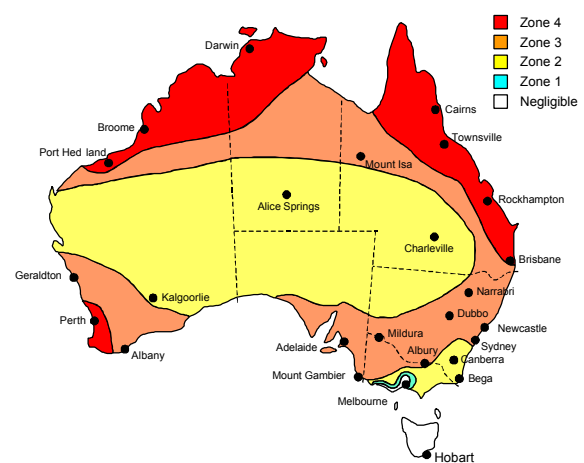 Zone 4
Zone 3
Zone 2
Zone 1
Negligible
Darwin
Cairns
Broome
Townsville
Port Hed land
Mount Isa
Alice Springs
Rockhampton
Charleville
Brisbane
Geraldton
Kalgoorlie
Narrabri
Perth
Dubbo
Newcastle
Mildura
Sydney
Adelaide
Albury
Albany
Canberra
Mount Gambier
Bega
Melbourne
Hobart